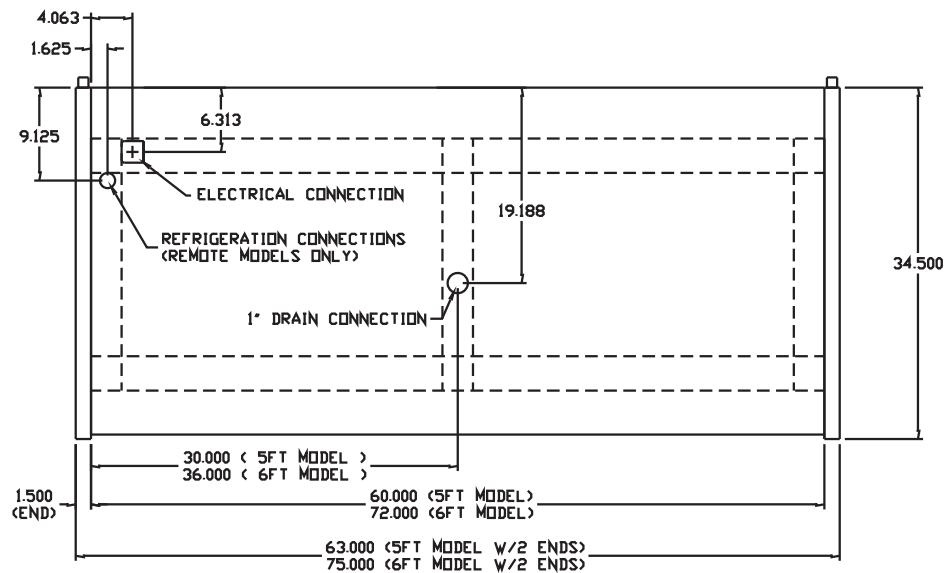 4.063
1.625
9.125
6.313
ELECTRICAL CONNECTION
19.188
REFRIGERATION CONNECTIONS
(REMOTE MODELS ONLY)
34.500
1" DRAIN CONNECTION
30.000 ( 5FT MODEL )
36.000 ( 6FT MODEL )
1.500
(END)
60.000 (5FT MODEL)
72.000 (6FT MODEL)
63.000 (5FT MODEL W/2 ENDS)
75.000 (6FT MODEL W/2 ENDS)